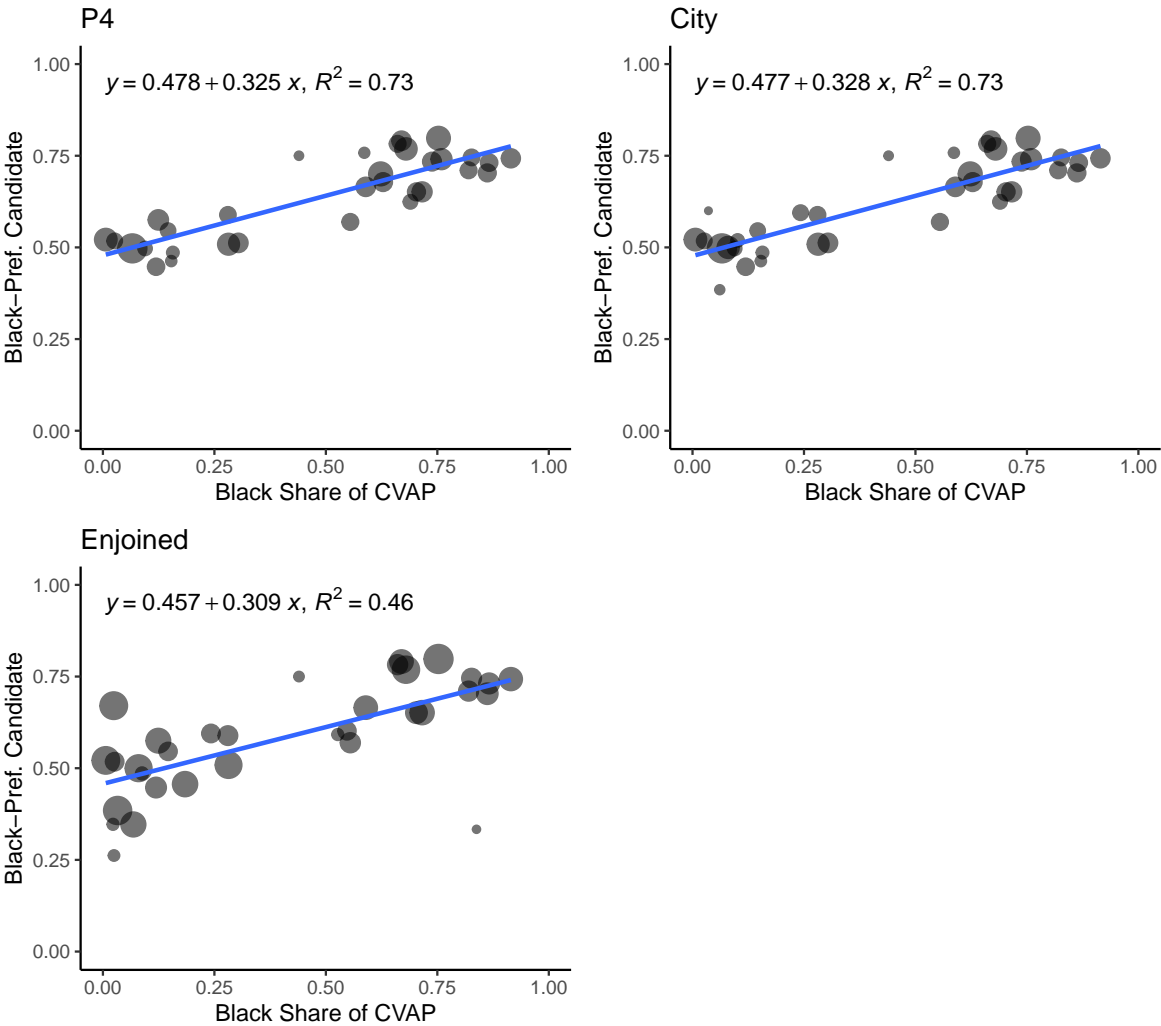 P4
y = 0.478 + 0.325 x, R² = 0.73
1.00
0.75
0.50
0.25
0.00
Black−Pref. Candidate
0.00 0.25 0.50 0.75 1.00
Black Share of CVAP
City
y = 0.477 + 0.328 x, R² = 0.73
1.00
0.75
0.50
0.25
0.00
Black−Pref. Candidate
0.00 0.25 0.50 0.75 1.00
Black Share of CVAP
Enjoined
y = 0.457 + 0.309 x, R² = 0.46
1.00
0.75
0.50
0.25
0.00
Black−Pref. Candidate
0.00 0.25 0.50 0.75 1.00
Black Share of CVAP